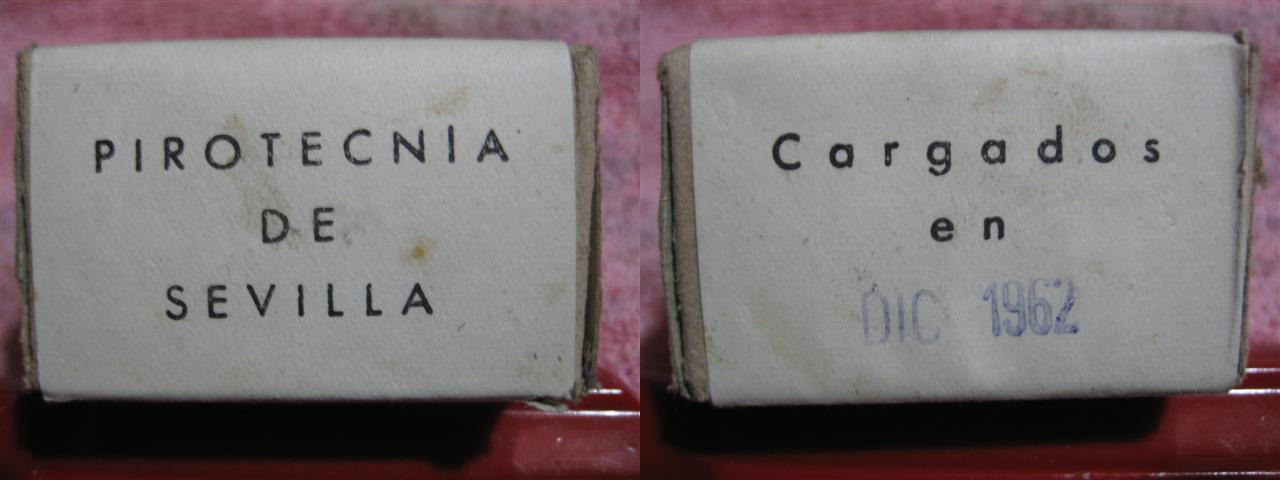 PIROTECNIA
DE
SEVILLA
Cargados
en
DIC 1962